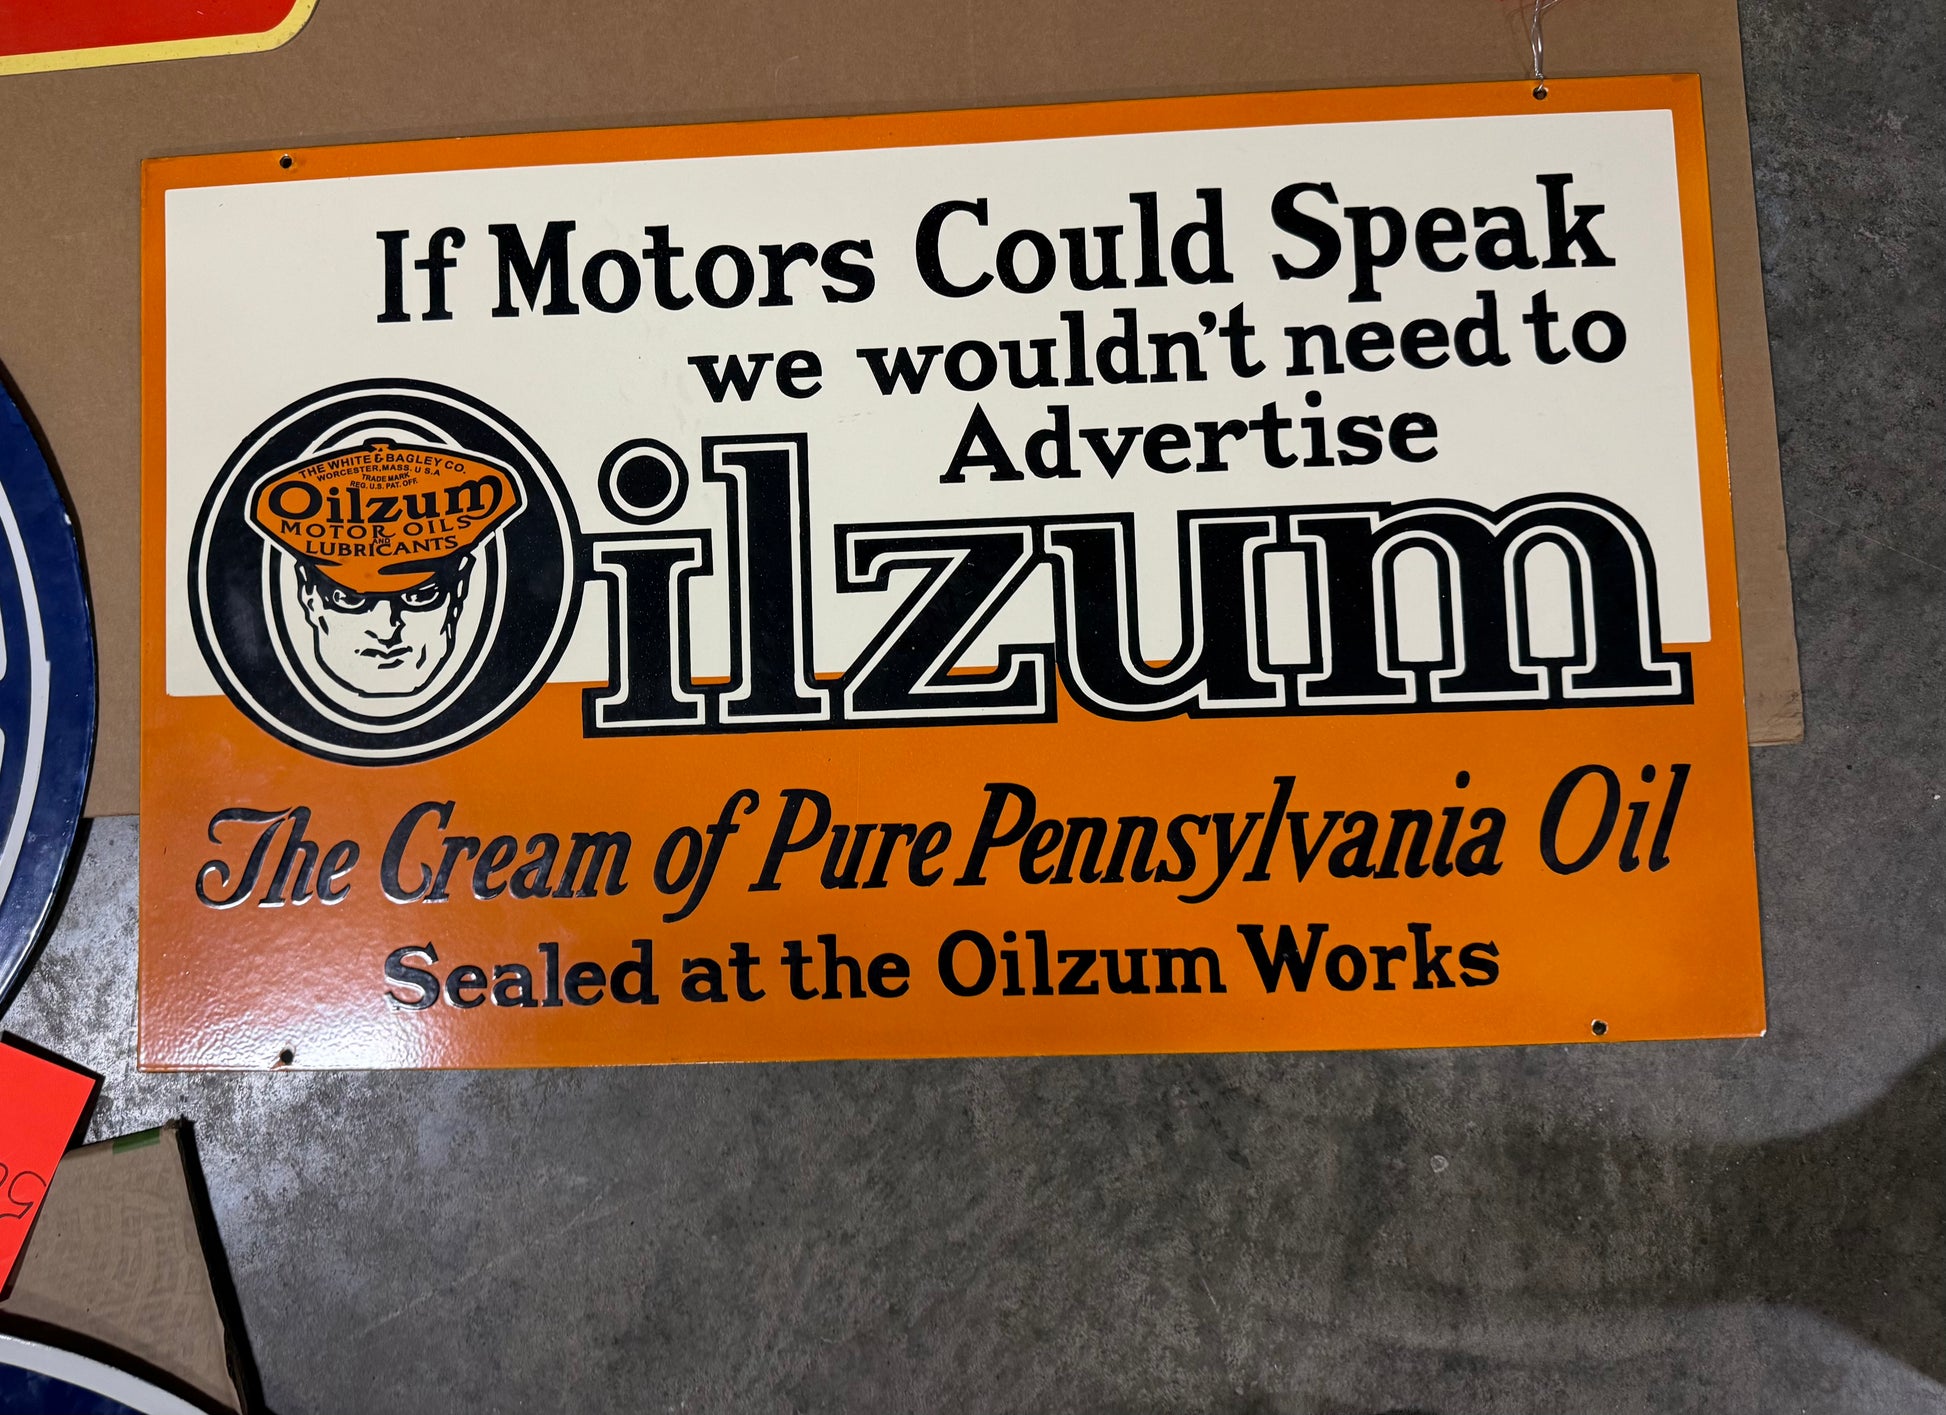 If Motors Could Speak
we wouldn't need to
Advertise
THE WHITE & BAGLEY CO.
WORCESTER, MASS. U S.A
TRADE MARK
REG. U.S. PAT. OFF.
Oilzum
MOTOR OILS
AND
LUBRICANTS
Oilzum
The Cream of Pure Pennsylvania Oil
Sealed at the Oilzum Works